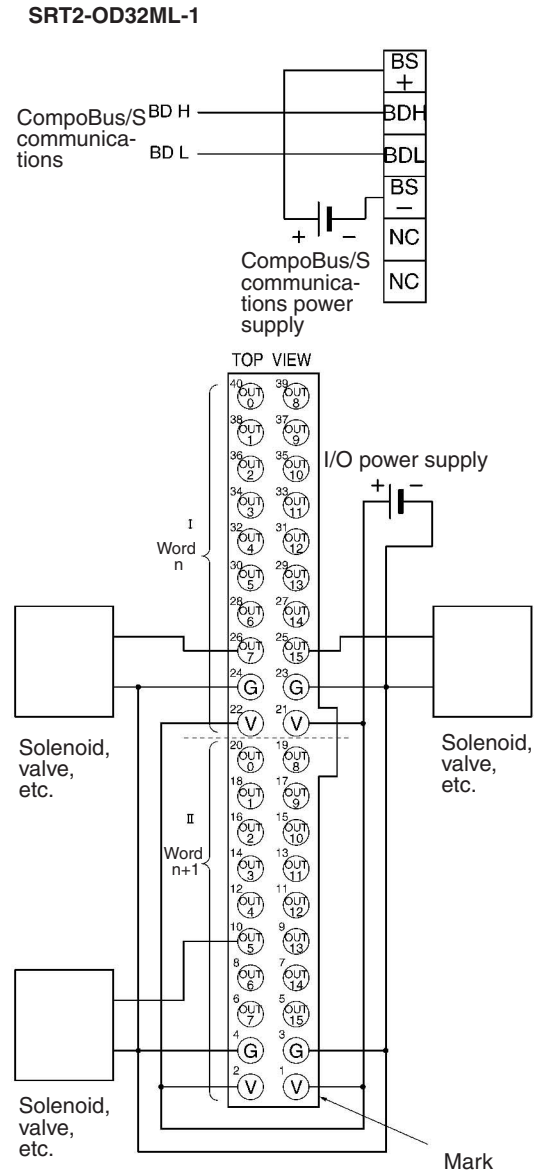 SRT2-OD32ML-1
BS
+
BD H
BDH
CompoBus/S
communica-
tions
BD L
BDL
BS
–
+ –
NC
CompoBus/S
communica-
tions power
supply
NC
TOP VIEW
40 OUT 0 39 OUT 8
38 OUT 1 37 OUT 9
36 OUT 2 35 OUT 10
I/O power supply
+ –
34 OUT 3 33 OUT 11
I
Word
n
32 OUT 4 31 OUT 12
30 OUT 5 29 OUT 13
28 OUT 6 27 OUT 14
26 OUT 7 25 OUT 15
24 G 23 G
22 V 21 V
Solenoid,
valve,
etc.
Solenoid,
valve,
etc.
20 OUT 0 19 OUT 8
18 OUT 1 17 OUT 9
II
Word
n+1
16 OUT 2 15 OUT 10
14 OUT 3 13 OUT 11
12 OUT 4 11 OUT 12
10 OUT 5 9 OUT 13
8 OUT 6 7 OUT 14
6 OUT 7 5 OUT 15
4 G 3 G
2 V 1 V
Solenoid,
valve,
etc.
Mark